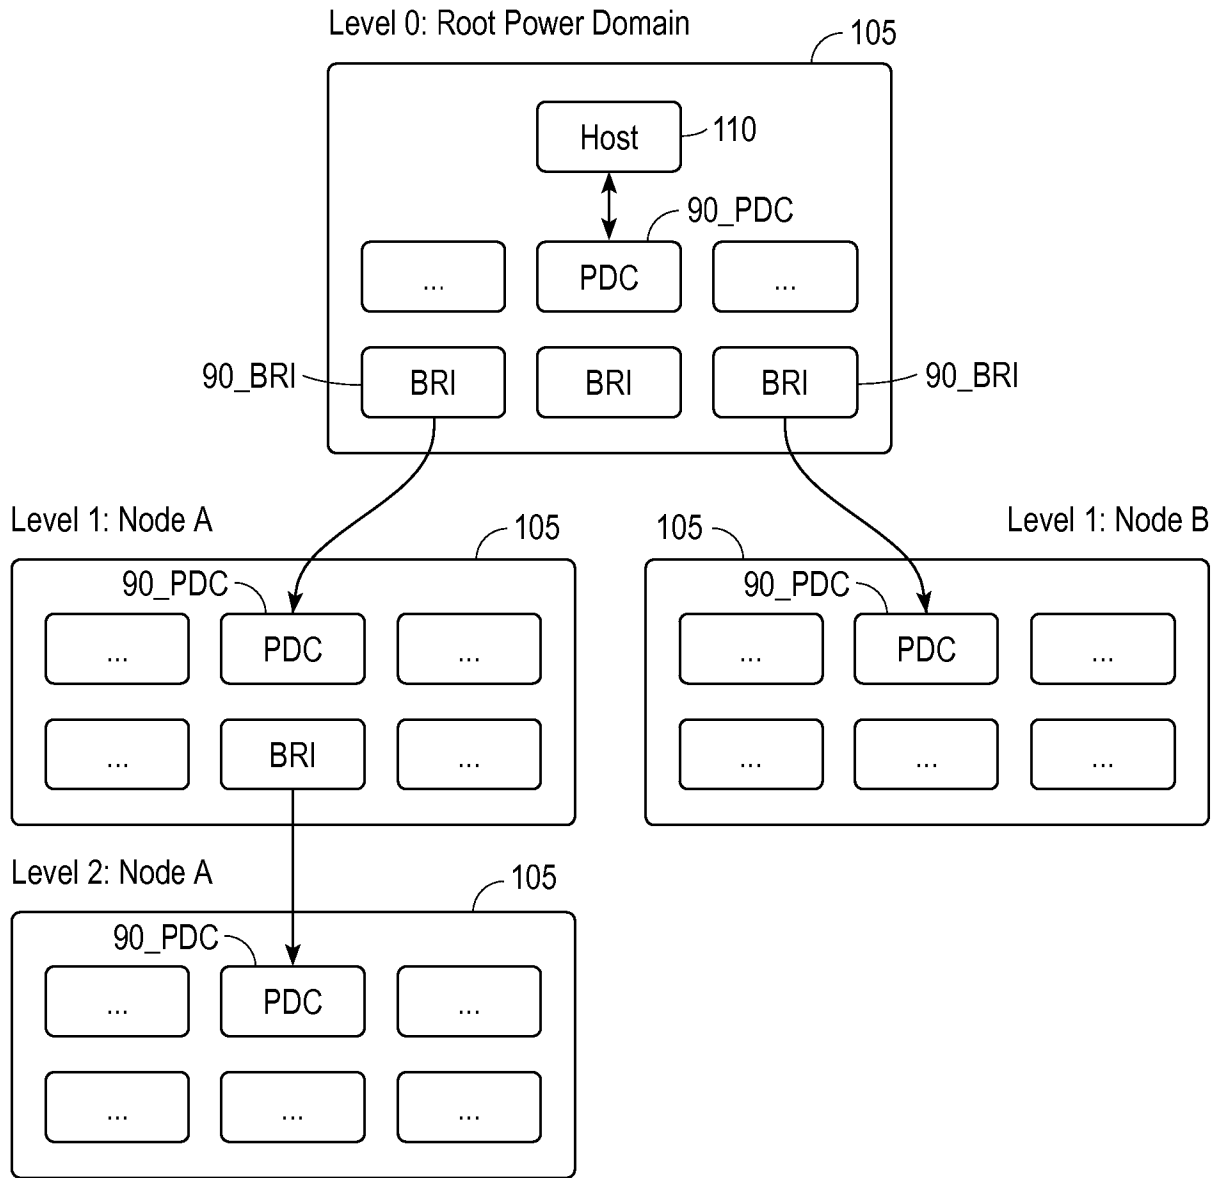 Level 0: Root Power Domain
105
Host
110
90_PDC
... PDC ...
90_BRI BRI BRI BRI 90_BRI
Level 1: Node A
105
90_PDC
... PDC ...
... BRI ...
105
Level 1: Node B
90_PDC
... PDC ...
... ... ...
Level 2: Node A
105
90_PDC
... PDC ...
... ... ...